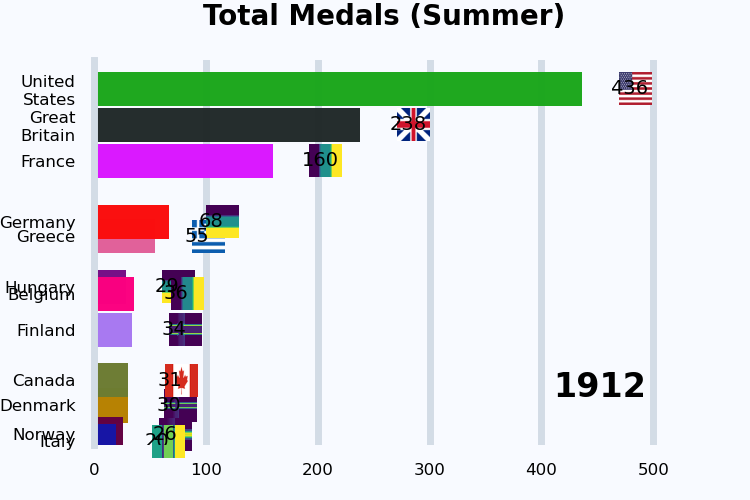 Total Medals (Summer)
United
States
436
Great
Britain
238
France
160
Germany
68
Greece
55
Hungary
29
Belgium
36
Finland
34
Canada
31
1912
Denmark
30
Norway
26
Italy
20
0 100 200 300 400 500